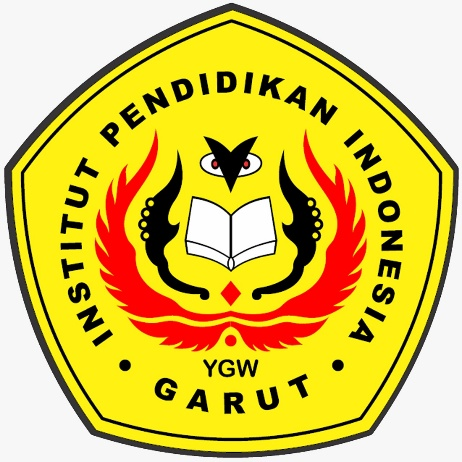 INSTITUT PENDIDIKAN INDONESIA
YGW
GARUT